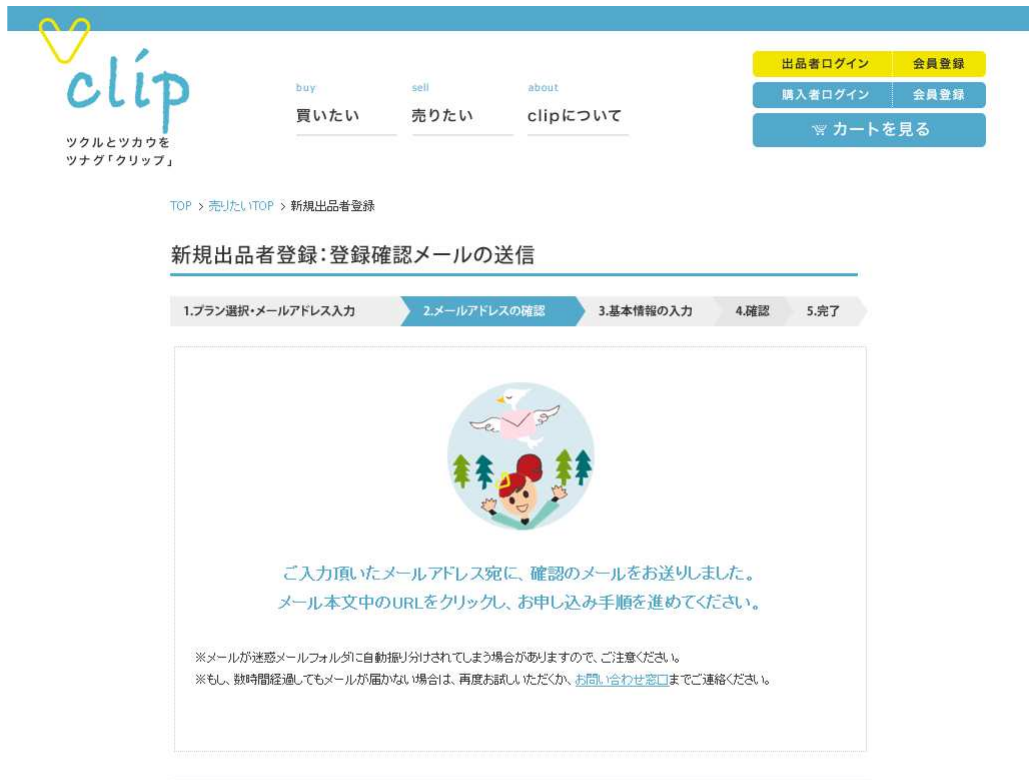 clip
ツクルとツカウを
ツナグ「クリップ」
buy
買いたい
sell
売りたい
about
clipについて
出品者ログイン
会員登録
購入者ログイン
会員登録
カートを見る
TOP > 売りたいTOP > 新規出品者登録
新規出品者登録：登録確認メールの送信
1.プラン選択・メールアドレス入力
2.メールアドレスの確認
3.基本情報の入力
4.確認
5.完了
ご入力頂いたメールアドレス宛に、確認のメールをお送りしました。
メール本文中のURLをクリックし、お申し込み手順を進めてください。
※メールが迷惑メールフォルダに自動振り分けされてしまう場合がありますので、ご注意ください。
※もし、数時間経過してもメールが届かない場合は、再度お試しいただくか、お問い合わせ窓口までご連絡ください。